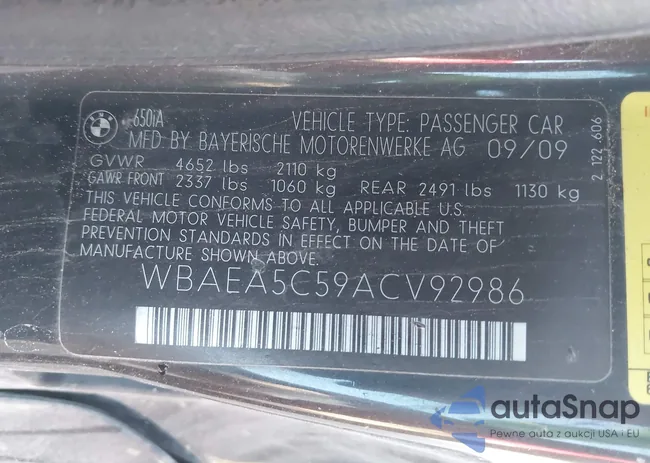 650iA
VEHICLE TYPE: PASSENGER CAR
MFD BY BAYERISCHE MOTORENWERKE AG 09/09
GVWR 4652 lbs 2110 kg
GAWR FRONT 2337 lbs 1060 kg REAR 2491 lbs 1130 kg
THIS VEHICLE CONFORMS TO ALL APPLICABLE U.S.
FEDERAL MOTOR VEHICLE SAFETY, BUMPER AND THEFT
PREVENTION STANDARDS IN EFFECT ON THE DATE OF
MANUFACTURE SHOWN ABOVE.
WBAEA5C59ACV92986
2 122 606
autaSnap
Pewne auta z aukcji USA i EU